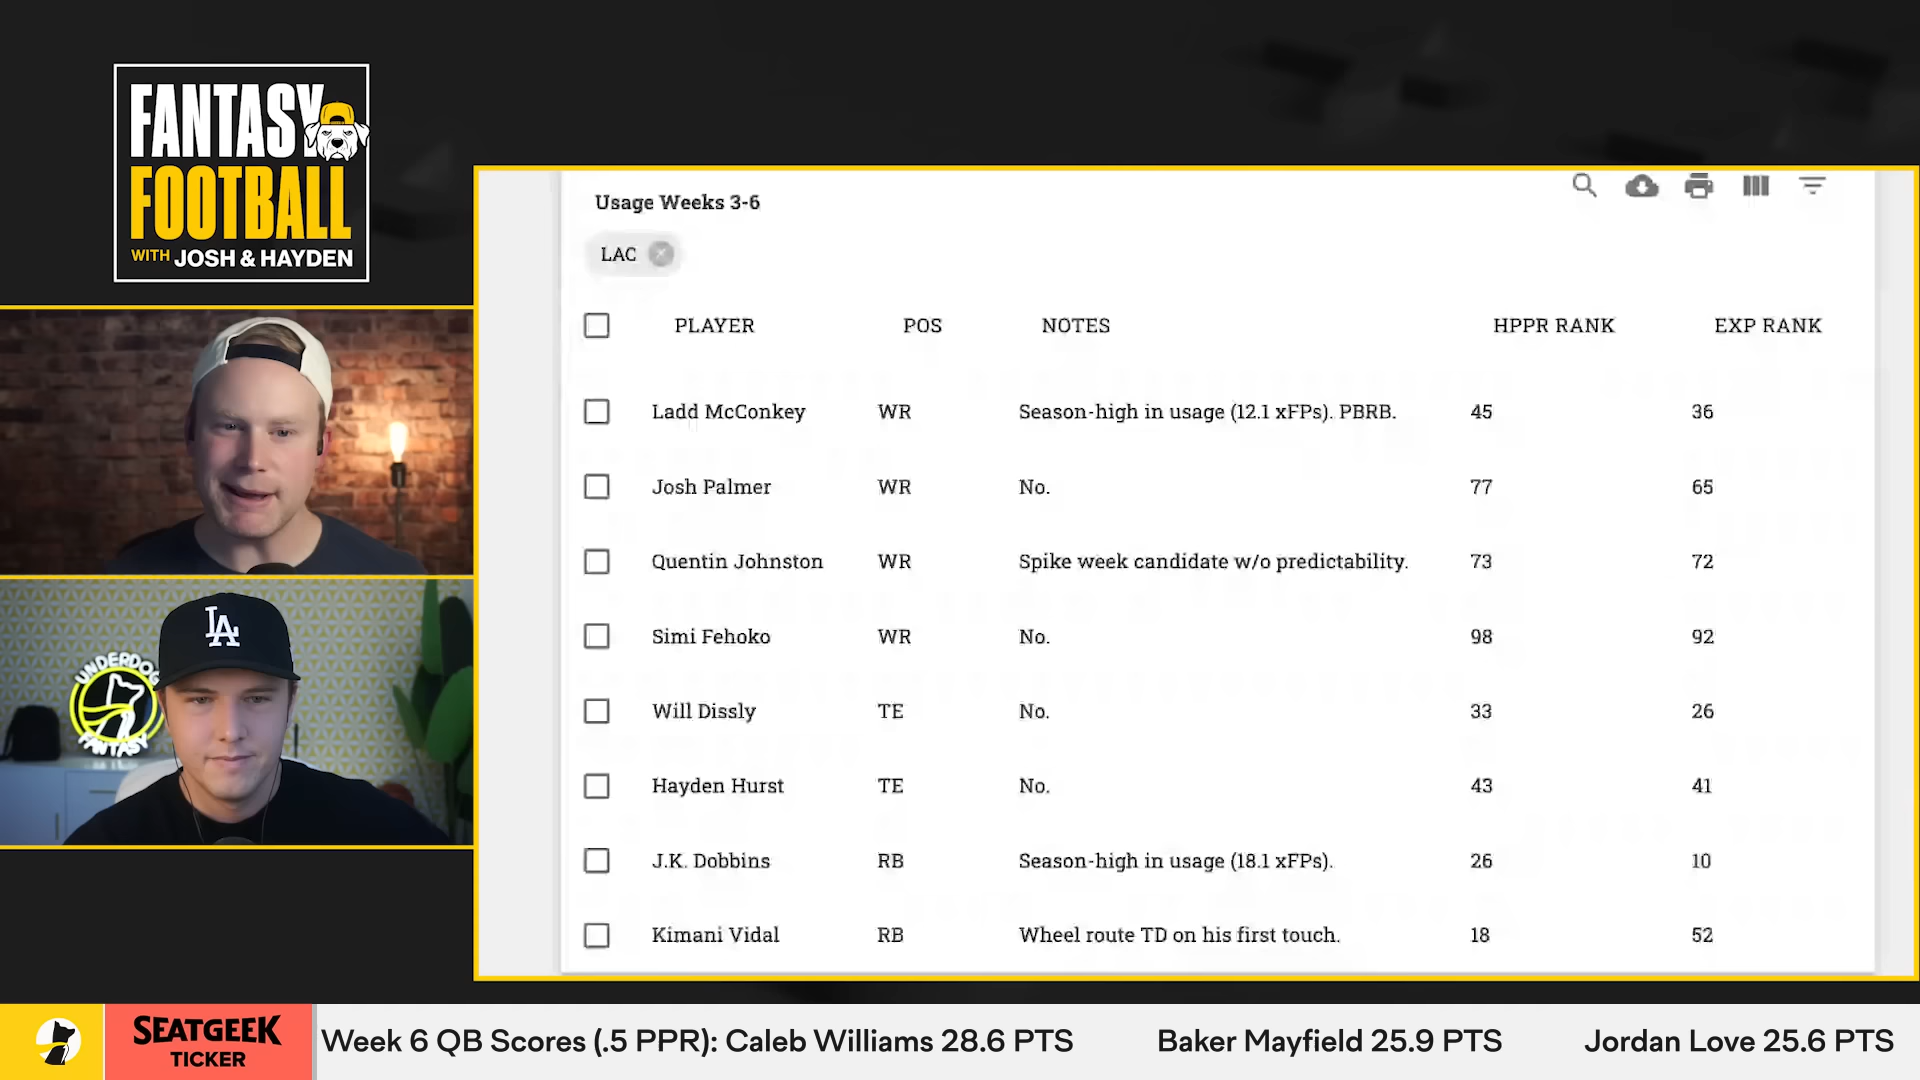 FANTASY
FOOTBALL
WITH JOSH & HAYDEN
Usage Weeks 3-6
LAC
PLAYER POS NOTES HPPR RANK EXP RANK
Ladd McConkey WR Season-high in usage (12.1 xFPs). PBRB. 45 36
Josh Palmer WR No. 77 65
Quentin Johnston WR Spike week candidate w/o predictability. 73 72
Simi Fehoko WR No. 98 92
Will Dissly TE No. 33 26
Hayden Hurst TE No. 43 41
J.K. Dobbins RB Season-high in usage (18.1 xFPs). 26 10
Kimani Vidal RB Wheel route TD on his first touch. 18 52
LA
UNDERDOG
FANTASY
SEATGEEK
TICKER
Week 6 QB Scores (.5 PPR): Caleb Williams 28.6 PTS Baker Mayfield 25.9 PTS Jordan Love 25.6 PTS